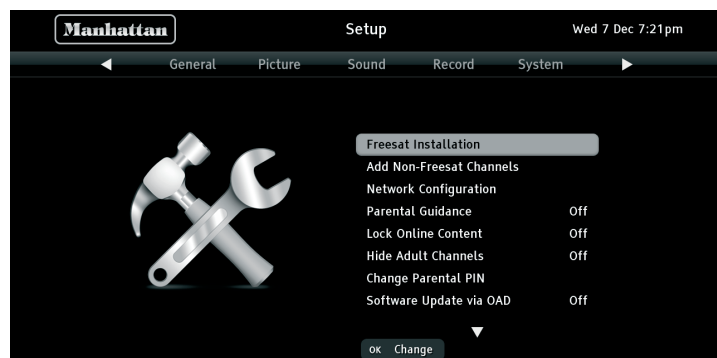 Manhattan Setup Wed 7 Dec 7:21pm
General Picture Sound Record System
Freesat Installation
Add Non-Freesat Channels
Network Configuration
Parental Guidance Off
Lock Online Content Off
Hide Adult Channels Off
Change Parental PIN
Software Update via OAD Off
OK Change